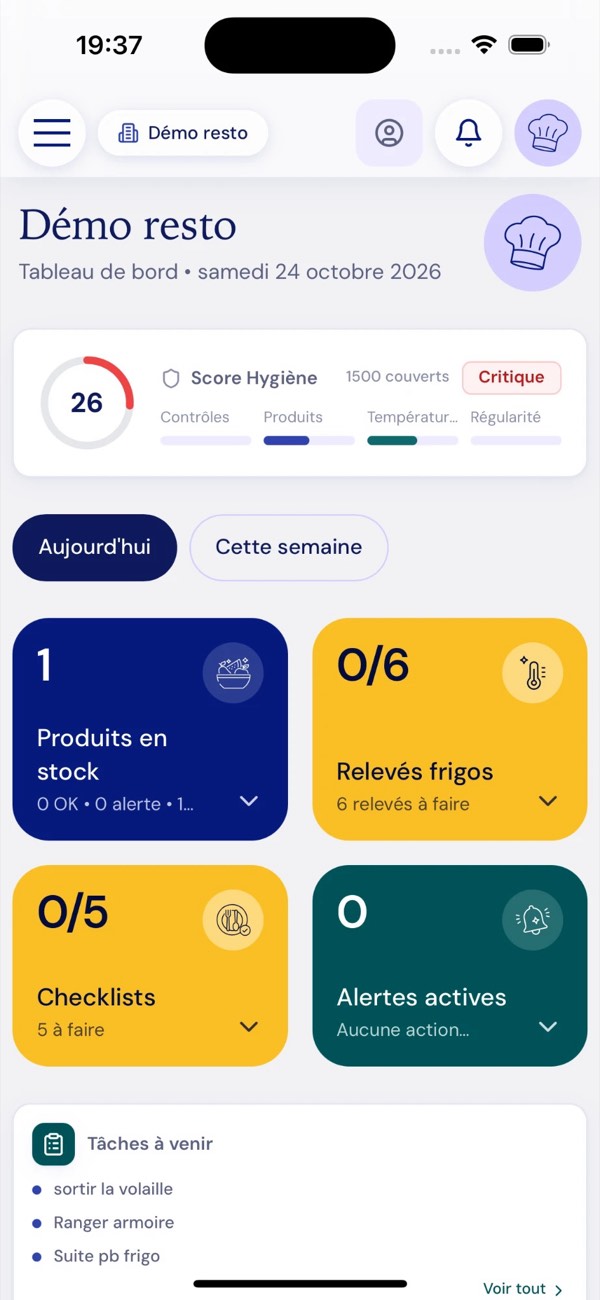 19:37
Démo resto
Démo resto
Tableau de bord • samedi 24 octobre 2026
26
Score Hygiène
1500 couverts
Critique
Contrôles
Produits
Températur...
Régularité
Aujourd'hui
Cette semaine
1
Produits en
stock
0 OK • 0 alerte • 1...
0/6
Relevés frigos
6 relevés à faire
0/5
Checklists
5 à faire
0
Alertes actives
Aucune action...
Tâches à venir
• sortir la volaille
• Ranger armoire
• Suite pb frigo
Voir tout >